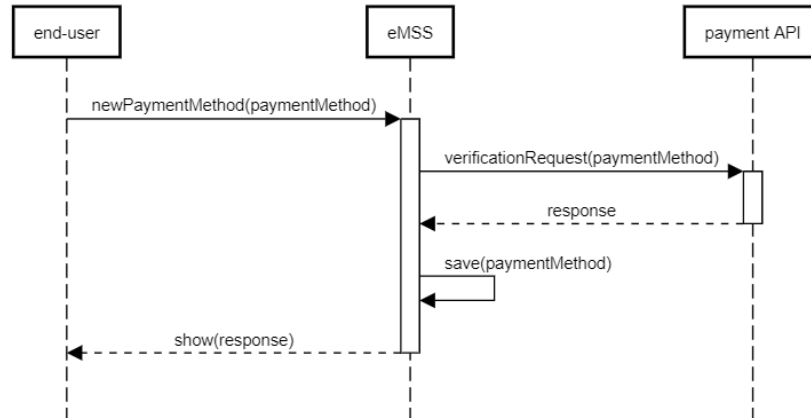 end-user
eMSS
payment API
newPaymentMethod(paymentMethod)
verificationRequest(paymentMethod)
response
save(paymentMethod)
show(response)